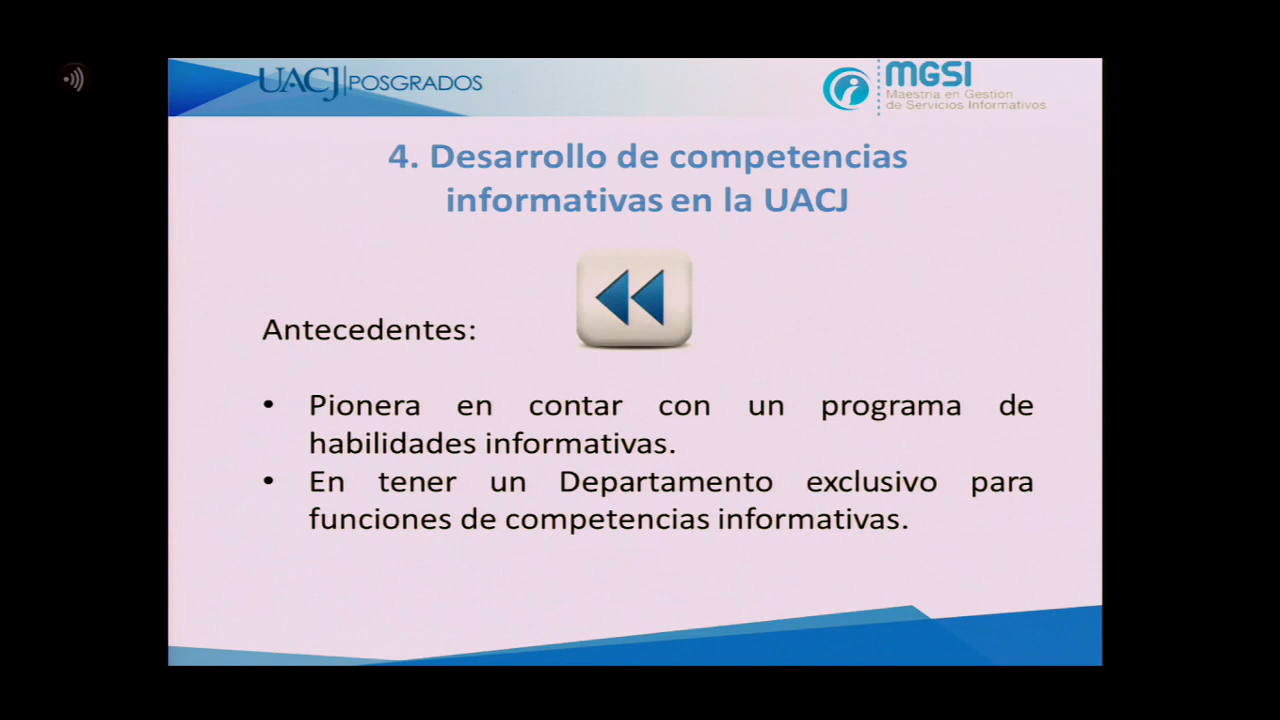 UACJ POSGRADOS
MGSI
Maestría en Gestión
de Servicios Informativos
4. Desarrollo de competencias
informativas en la UACJ
Antecedentes:
• Pionera en contar con un programa de
habilidades informativas.
• En tener un Departamento exclusivo para
funciones de competencias informativas.